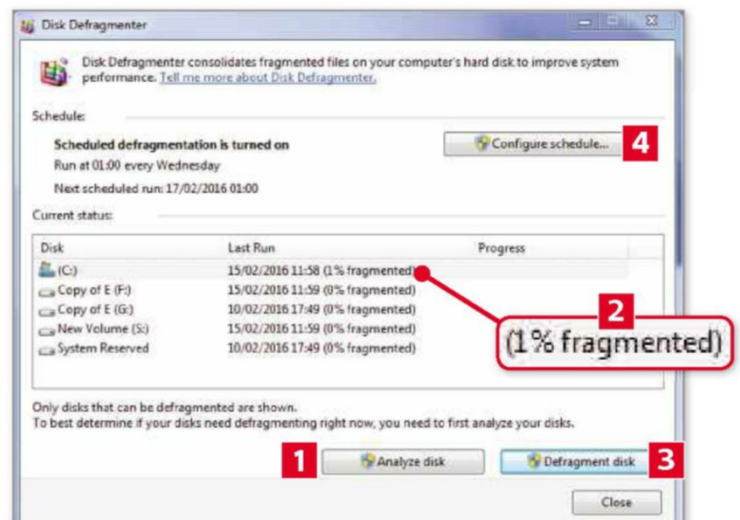 Disk Defragmenter
Disk Defragmenter consolidates fragmented files on your computer's hard disk to improve system
performance. Tell me more about Disk Defragmenter.
Schedule:
Scheduled defragmentation is turned on
Configure schedule... 4
Run at 01:00 every Wednesday
Next scheduled run: 17/02/2016 01:00
Current status:
Disk Last Run Progress
(C:) 15/02/2016 11:58 (1% fragmented)
Copy of E (F:) 15/02/2016 11:59 (0% fragmented)
Copy of E (G:) 10/02/2016 17:49 (0% fragmented)
New Volume (S:) 15/02/2016 11:59 (0% fragmented)
System Reserved 10/02/2016 17:49 (0% fragmented)
2
(1% fragmented)
Only disks that can be defragmented are shown.
To best determine if your disks need defragmenting right now, you need to first analyze your disks.
1 Analyze disk Defragment disk 3
Close